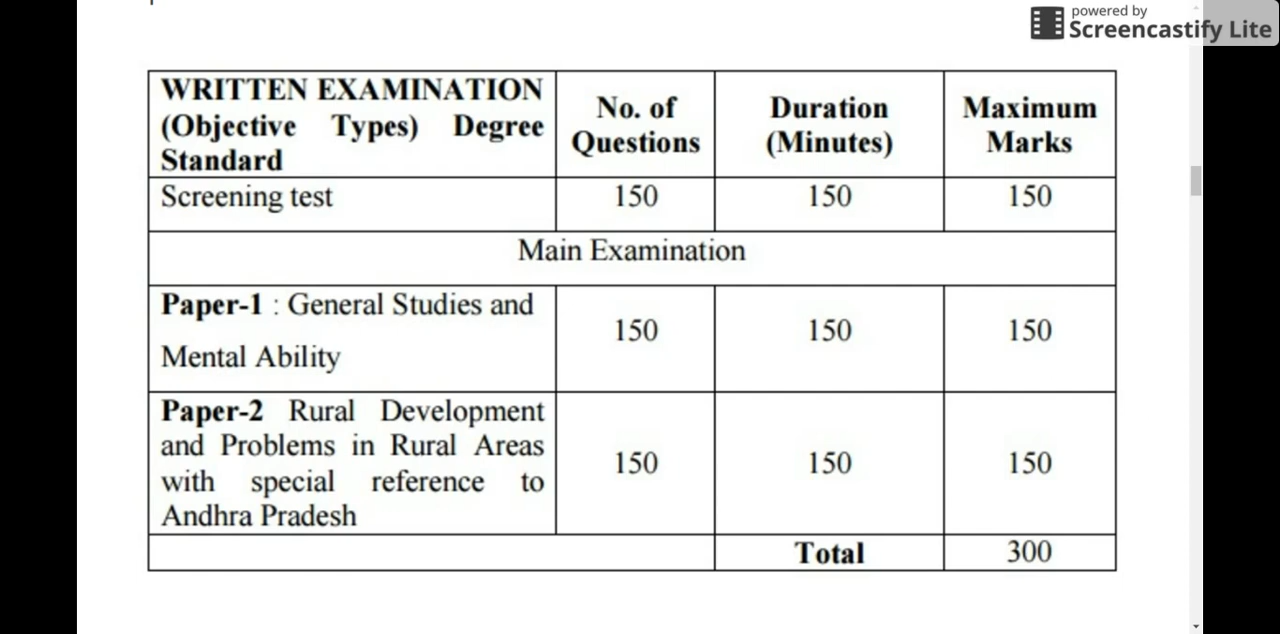 powered by
Screencastify Lite
WRITTEN EXAMINATION
(Objective Types) Degree
Standard
No. of
Questions
Duration
(Minutes)
Maximum
Marks
Screening test
150
150
150
Main Examination
Paper-1 : General Studies and
Mental Ability
150
150
150
Paper-2 Rural Development
and Problems in Rural Areas
with special reference to
Andhra Pradesh
150
150
150
Total
300